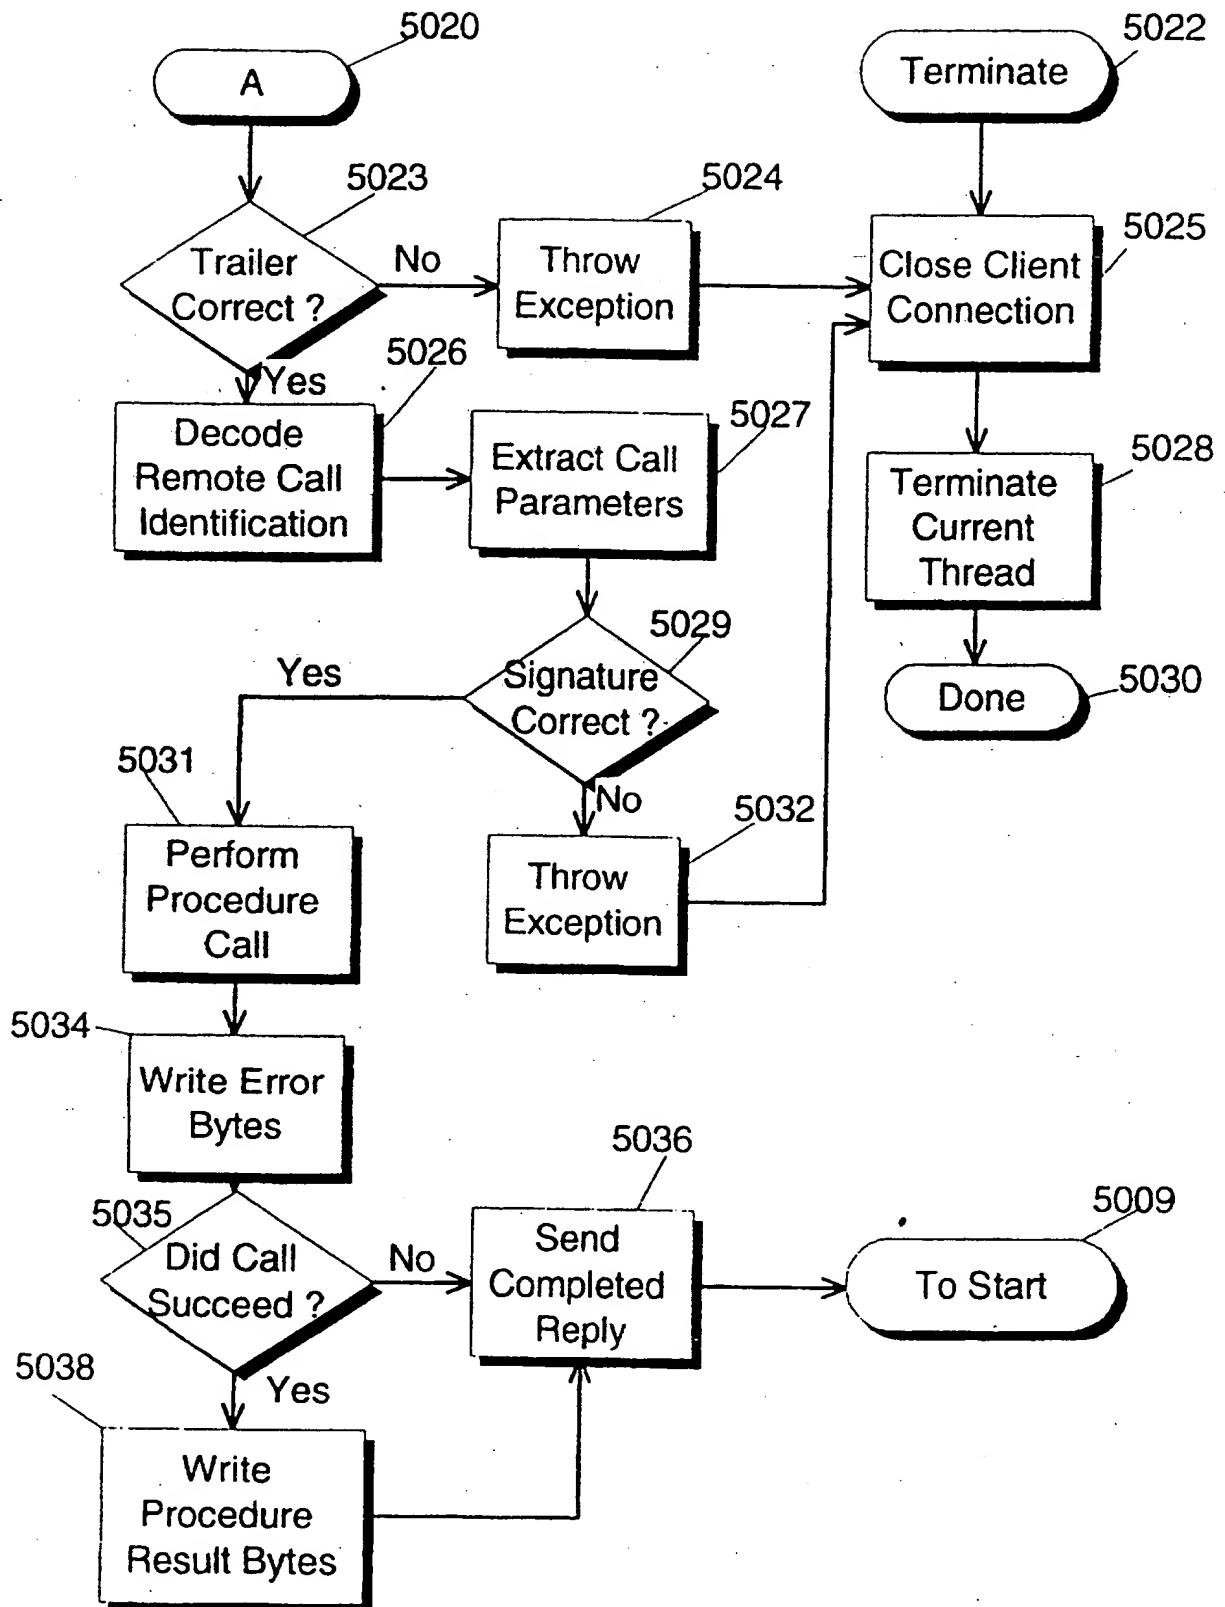 5020
A
5022
Terminate
5023
Trailer
Correct ?
No
5024
Throw
Exception
5025
Close Client
Connection
Yes
5026
Decode
Remote Call
Identification
5027
Extract Call
Parameters
5028
Terminate
Current
Thread
5029
Signature
Correct ?
Yes
No
5030
Done
5031
Perform
Procedure
Call
5032
Throw
Exception
5034
Write Error
Bytes
5035
Did Call
Succeed ?
No
5036
Send
Completed
Reply
5009
To Start
Yes
5038
Write
Procedure
Result Bytes